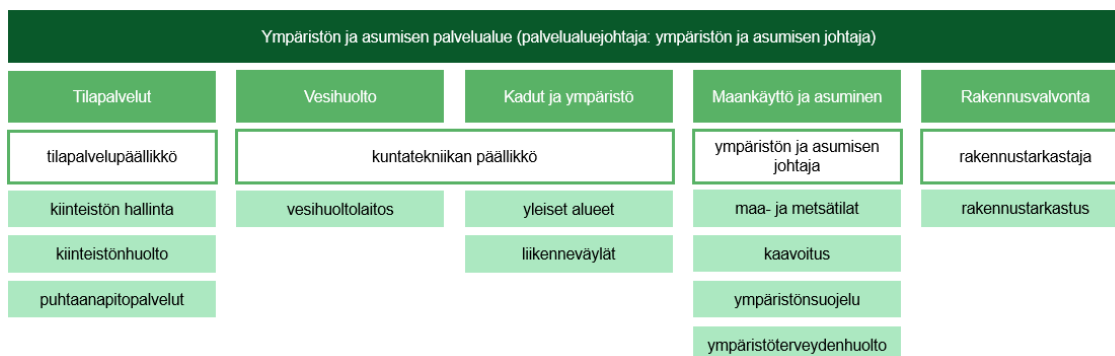 Ympäristön ja asumisen palvelualue (palvelualuejohtaja: ympäristön ja asumisen johtaja)
Tilapalvelut
Vesihuolto
Kadut ja ympäristö
Maankäyttö ja asuminen
Rakennusvalvonta
tilapalvelupäällikkö
kuntatekniikan päällikkö
ympäristön ja asumisen
johtaja
rakennustarkastaja
kiinteistön hallinta
vesihuoltolaitos
yleiset alueet
maa- ja metsätilat
rakennustarkastus
kiinteistönhuolto
liikenneväylät
kaavoitus
puhtaanapitopalvelut
ympäristönsuojelu
ympäristöterveydenhuolto